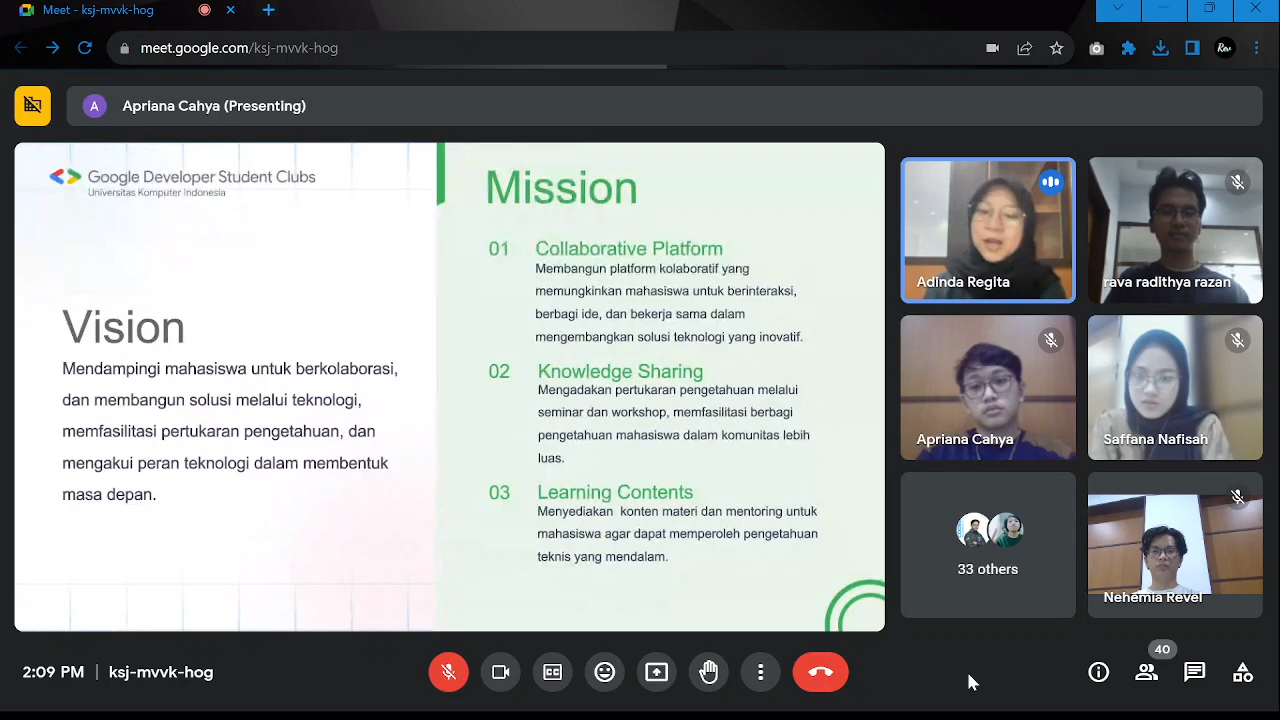 Meet - ksj-mvvk-hog
meet.google.com/ksj-mvvk-hog
Rav
A
Apriana Cahya (Presenting)
Google Developer Student Clubs
Universitas Komputer Indonesia
Vision
Mendampingi mahasiswa untuk berkolaborasi,
dan membangun solusi melalui teknologi,
memfasilitasi pertukaran pengetahuan, dan
mengakui peran teknologi dalam membentuk
masa depan.
Mission
01 Collaborative Platform
Membangun platform kolaboratif yang
memungkinkan mahasiswa untuk berinteraksi,
berbagi ide, dan bekerja sama dalam
mengembangkan solusi teknologi yang inovatif.
02 Knowledge Sharing
Mengadakan pertukaran pengetahuan melalui
seminar dan workshop, memfasilitasi berbagi
pengetahuan mahasiswa dalam komunitas lebih
luas.
03 Learning Contents
Menyediakan konten materi dan mentoring untuk
mahasiswa agar dapat memperoleh pengetahuan
teknis yang mendalam.
Adinda Regita
rava radithya razan
Apriana Cahya
Saffana Nafisah
33 others
Nehemia Revel
2:09 PM | ksj-mvvk-hog
CC
40